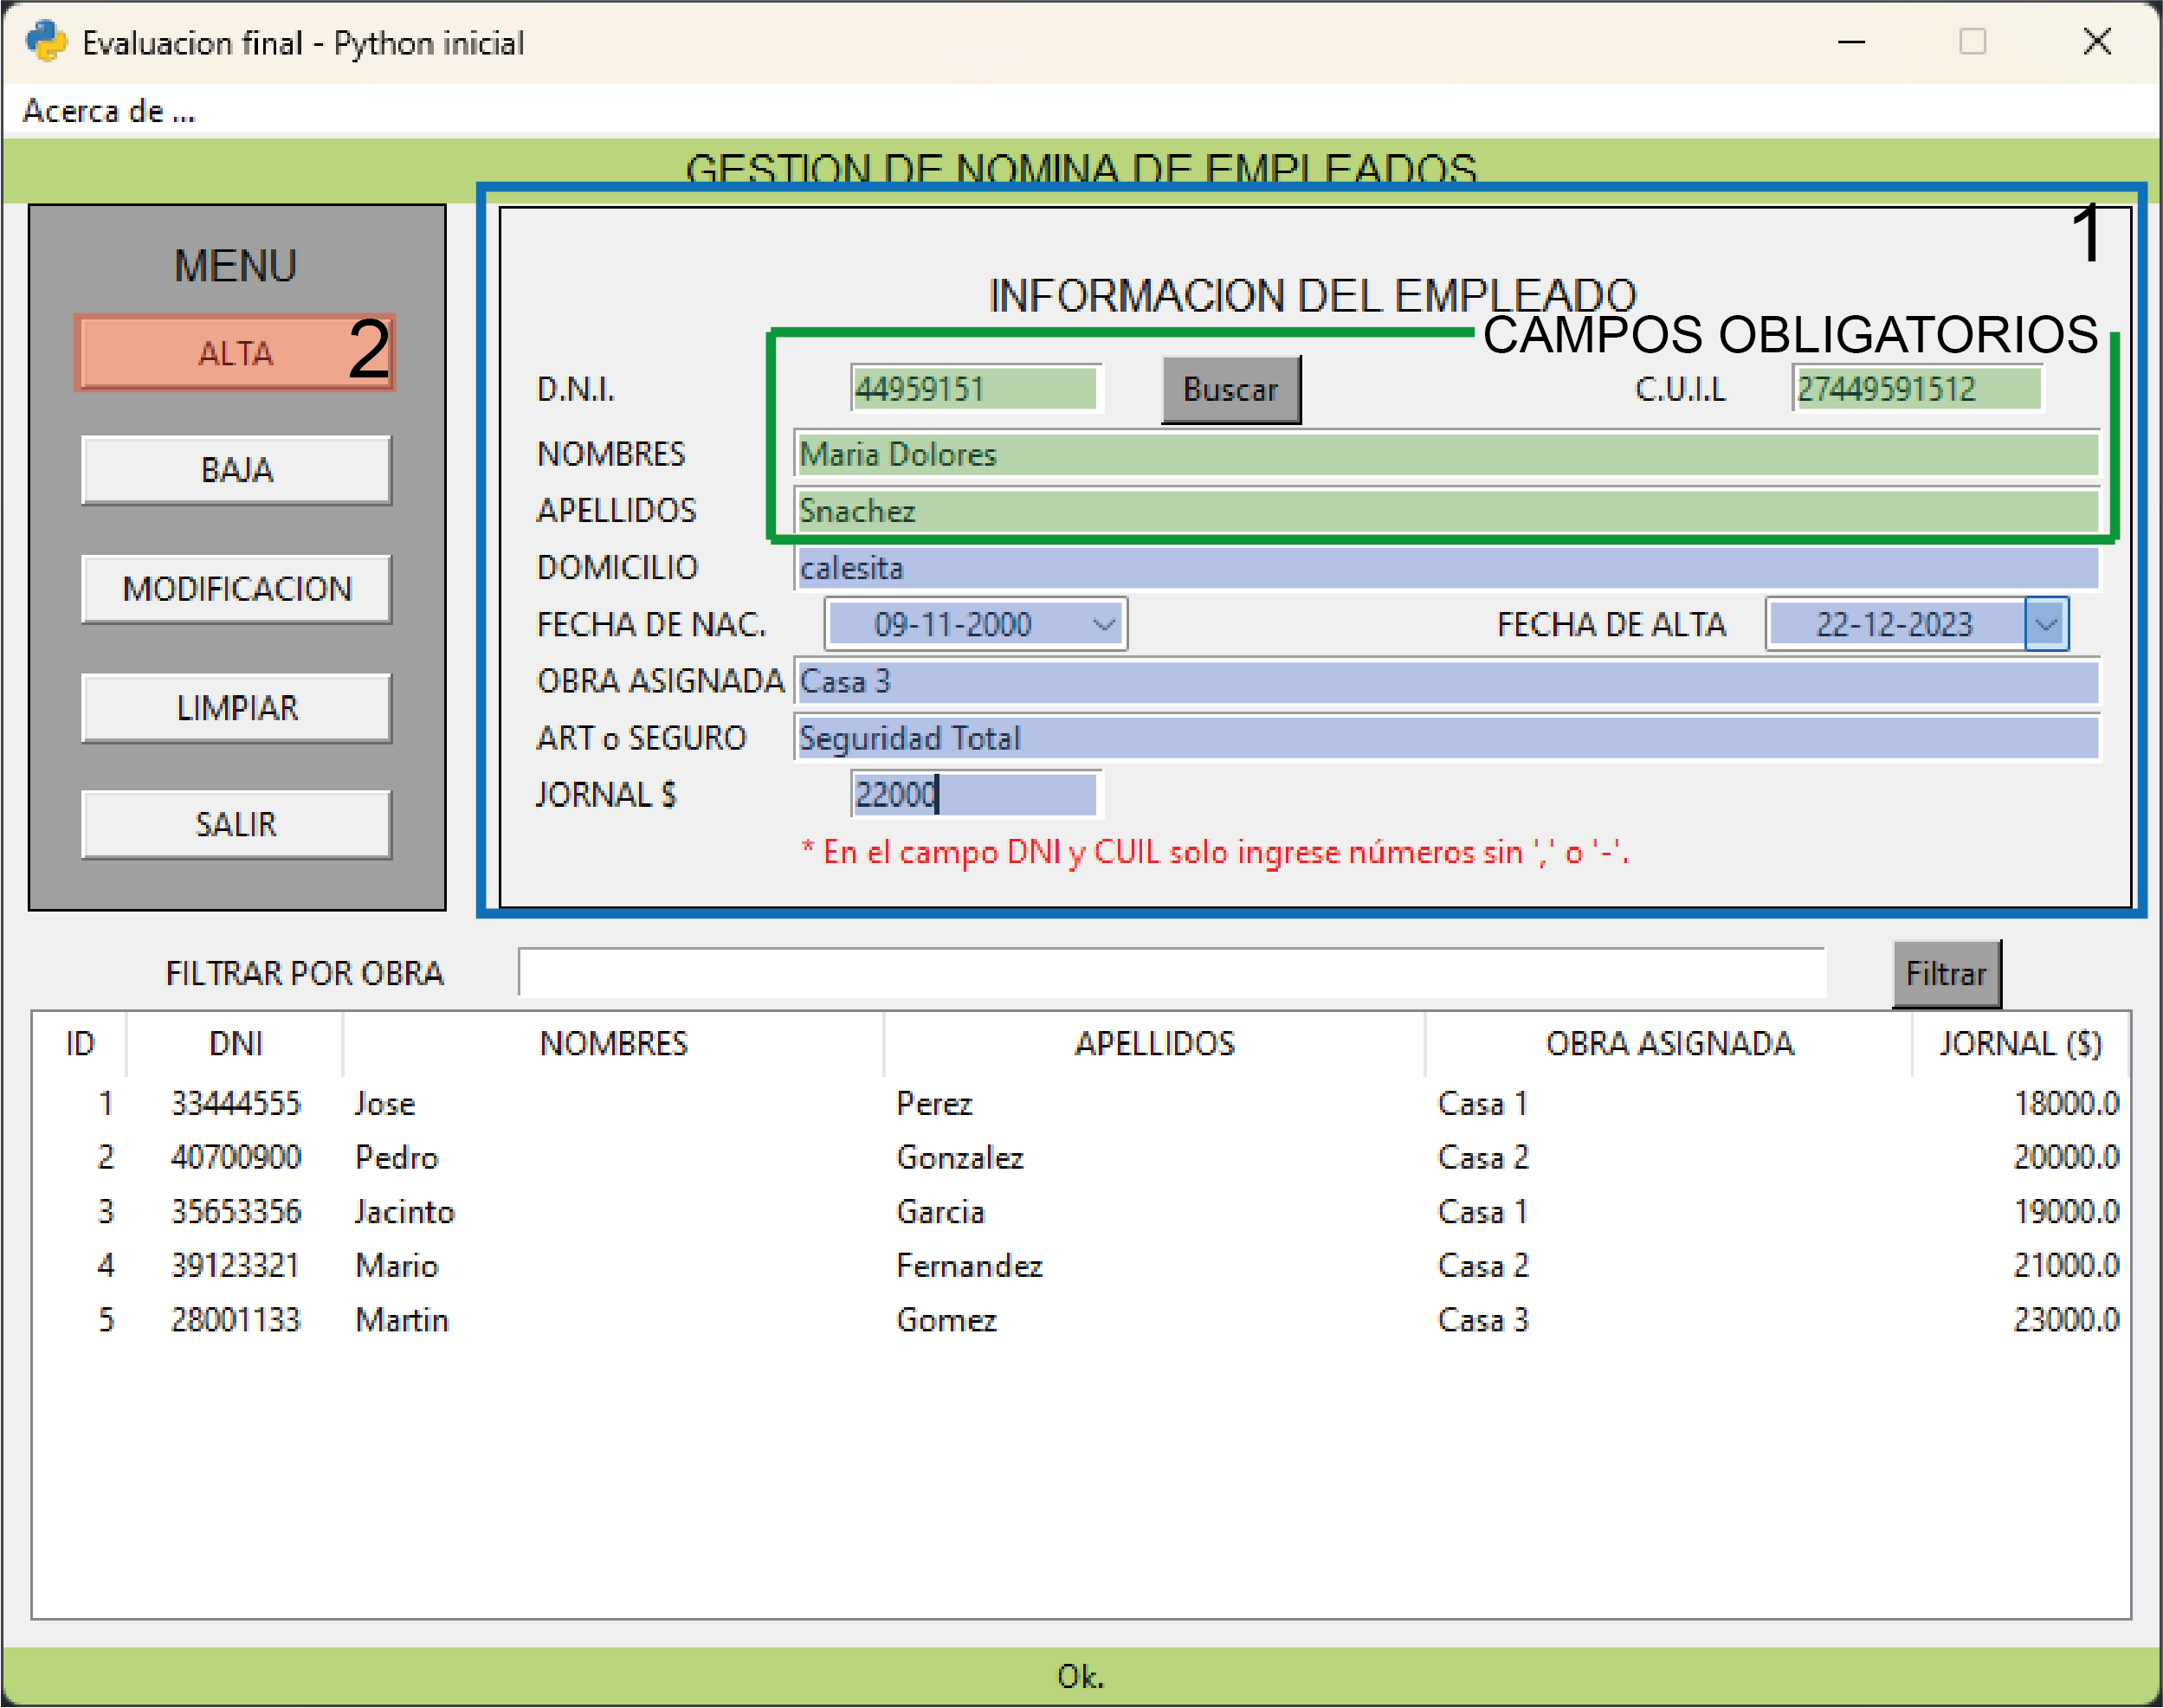 Evaluacion final - Python inicial
Acerca de ...
GESTION DE NOMINA DE EMPLEADOS
MENU
ALTA 2
BAJA
MODIFICACION
LIMPIAR
SALIR
1
INFORMACION DEL EMPLEADO
CAMPOS OBLIGATORIOS
D.N.I. 44959151 Buscar C.U.I.L 27449591512
NOMBRES Maria Dolores
APELLIDOS Snachez
DOMICILIO calesita
FECHA DE NAC. 09-11-2000 FECHA DE ALTA 22-12-2023
OBRA ASIGNADA Casa 3
ART o SEGURO Seguridad Total
JORNAL $ 22000
* En el campo DNI y CUIL solo ingrese números sin ',' o '-'.
FILTRAR POR OBRA Filtrar
ID DNI NOMBRES APELLIDOS OBRA ASIGNADA JORNAL ($)
1 33444555 Jose Perez Casa 1 18000.0
2 40700900 Pedro Gonzalez Casa 2 20000.0
3 35653356 Jacinto Garcia Casa 1 19000.0
4 39123321 Mario Fernandez Casa 2 21000.0
5 28001133 Martin Gomez Casa 3 23000.0
Ok.